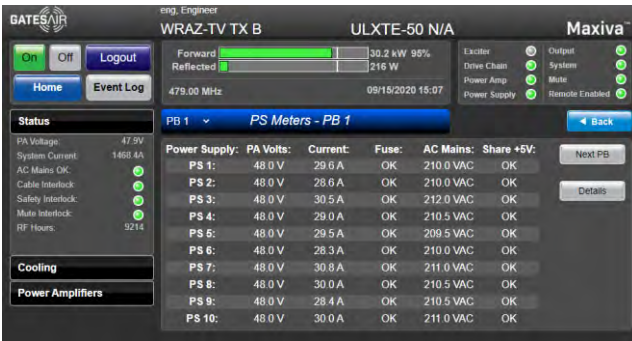 GATESAIR
eng, Engineer
WRAZ-TV TX B
ULXTE-50 N/A
Maxiva
On
Off
Logout
Home
Event Log
Forward
30.2 kW 95%
Reflected
216 W
479.00 MHz
09/15/2020 15:07
Exciter
Output
Drive Chain
System
Power Amp
Mute
Power Supply
Remote Enabled
Status
PB 1
PS Meters - PB 1
Back
PA Voltage: 47.9V
System Current: 1468.4A
AC Mains OK:
Cable Interlock:
Safety Interlock:
Mute Interlock:
RF Hours: 9214
Cooling
Power Amplifiers
Power Supply: PA Volts: Current: Fuse: AC Mains: Share +5V:
PS 1: 48.0 V 29.6 A OK 210.0 VAC OK
PS 2: 48.0 V 28.6 A OK 210.0 VAC OK
PS 3: 48.0 V 30.5 A OK 212.0 VAC OK
PS 4: 48.0 V 29.0 A OK 210.5 VAC OK
PS 5: 48.0 V 29.5 A OK 209.5 VAC OK
PS 6: 48.0 V 28.3 A OK 210.0 VAC OK
PS 7: 48.0 V 30.8 A OK 211.0 VAC OK
PS 8: 48.0 V 30.0 A OK 210.5 VAC OK
PS 9: 48.0 V 28.4 A OK 210.5 VAC OK
PS 10: 48.0 V 30.0 A OK 211.0 VAC OK
Next PB
Details